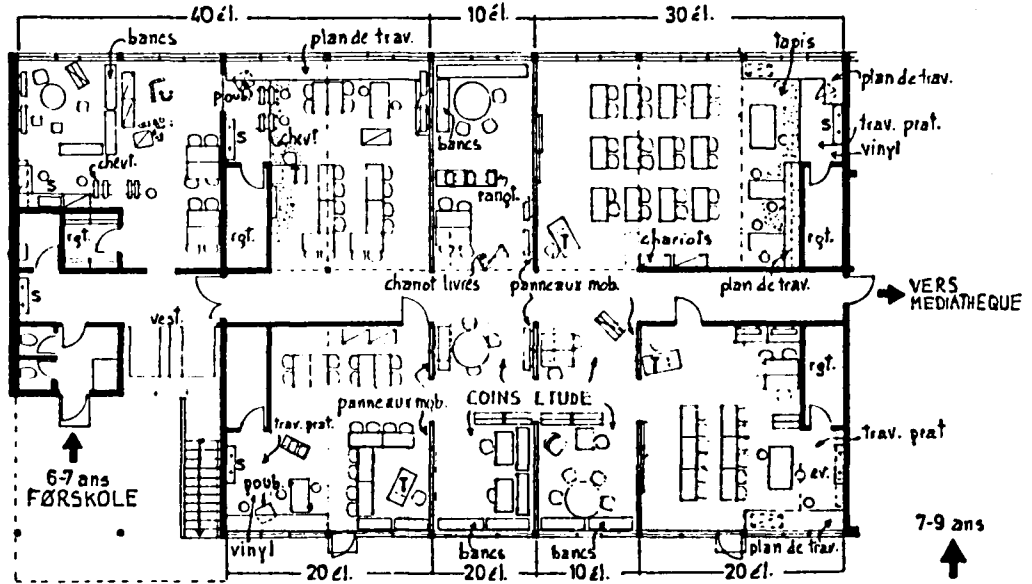 40 él.
10 él.
30 él.
bancs
plan de trav.
tapis
plan de trav.
poub.
S
trav. prat.
vinyl
bancs
S
chevt.
chevt.
S
rangt.
rgt.
rgt.
chariots
rgt.
T
chariot livres
panneaux mob.
plan de trav.
S
VERS
MEDIATHEQUE
vest.
T
rgt.
panneaux mob.
COINS ETUDE
trav. prat.
trav. prat
6-7 ans
FØRSKOLE
S
poub.
T
ev.
7-9 ans
vinyl
bancs
bancs
plan de trav.
20 él.
20 él.
10 él.
20 él.